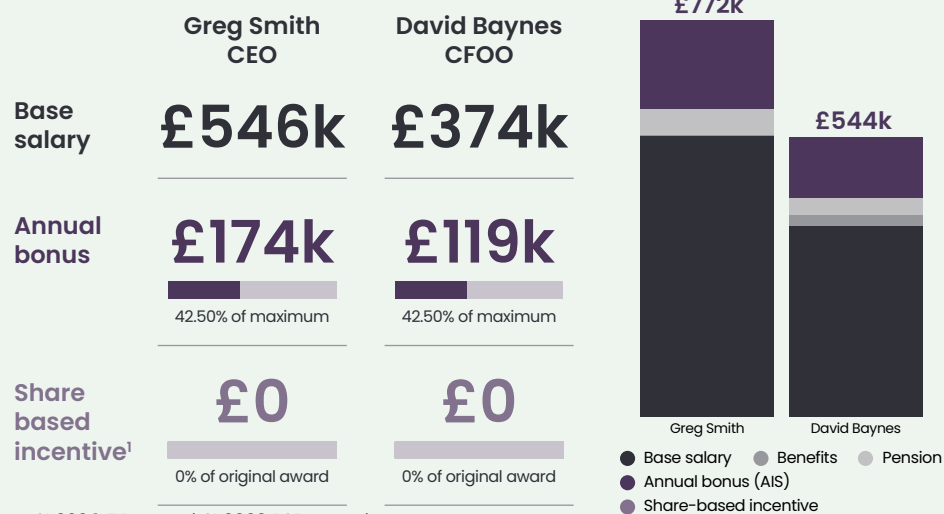 Greg Smith
CEO
David Baynes
CFOO
Base
salary
£546k
£374k
Annual
bonus
£174k
£119k
42.50% of maximum
42.50% of maximum
Share
based
incentive¹
£0
£0
0% of original award
0% of original award
£772k
£544k
Greg Smith
David Baynes
Base salary
Benefits
Pension
Annual bonus (AIS)
Share-based incentive